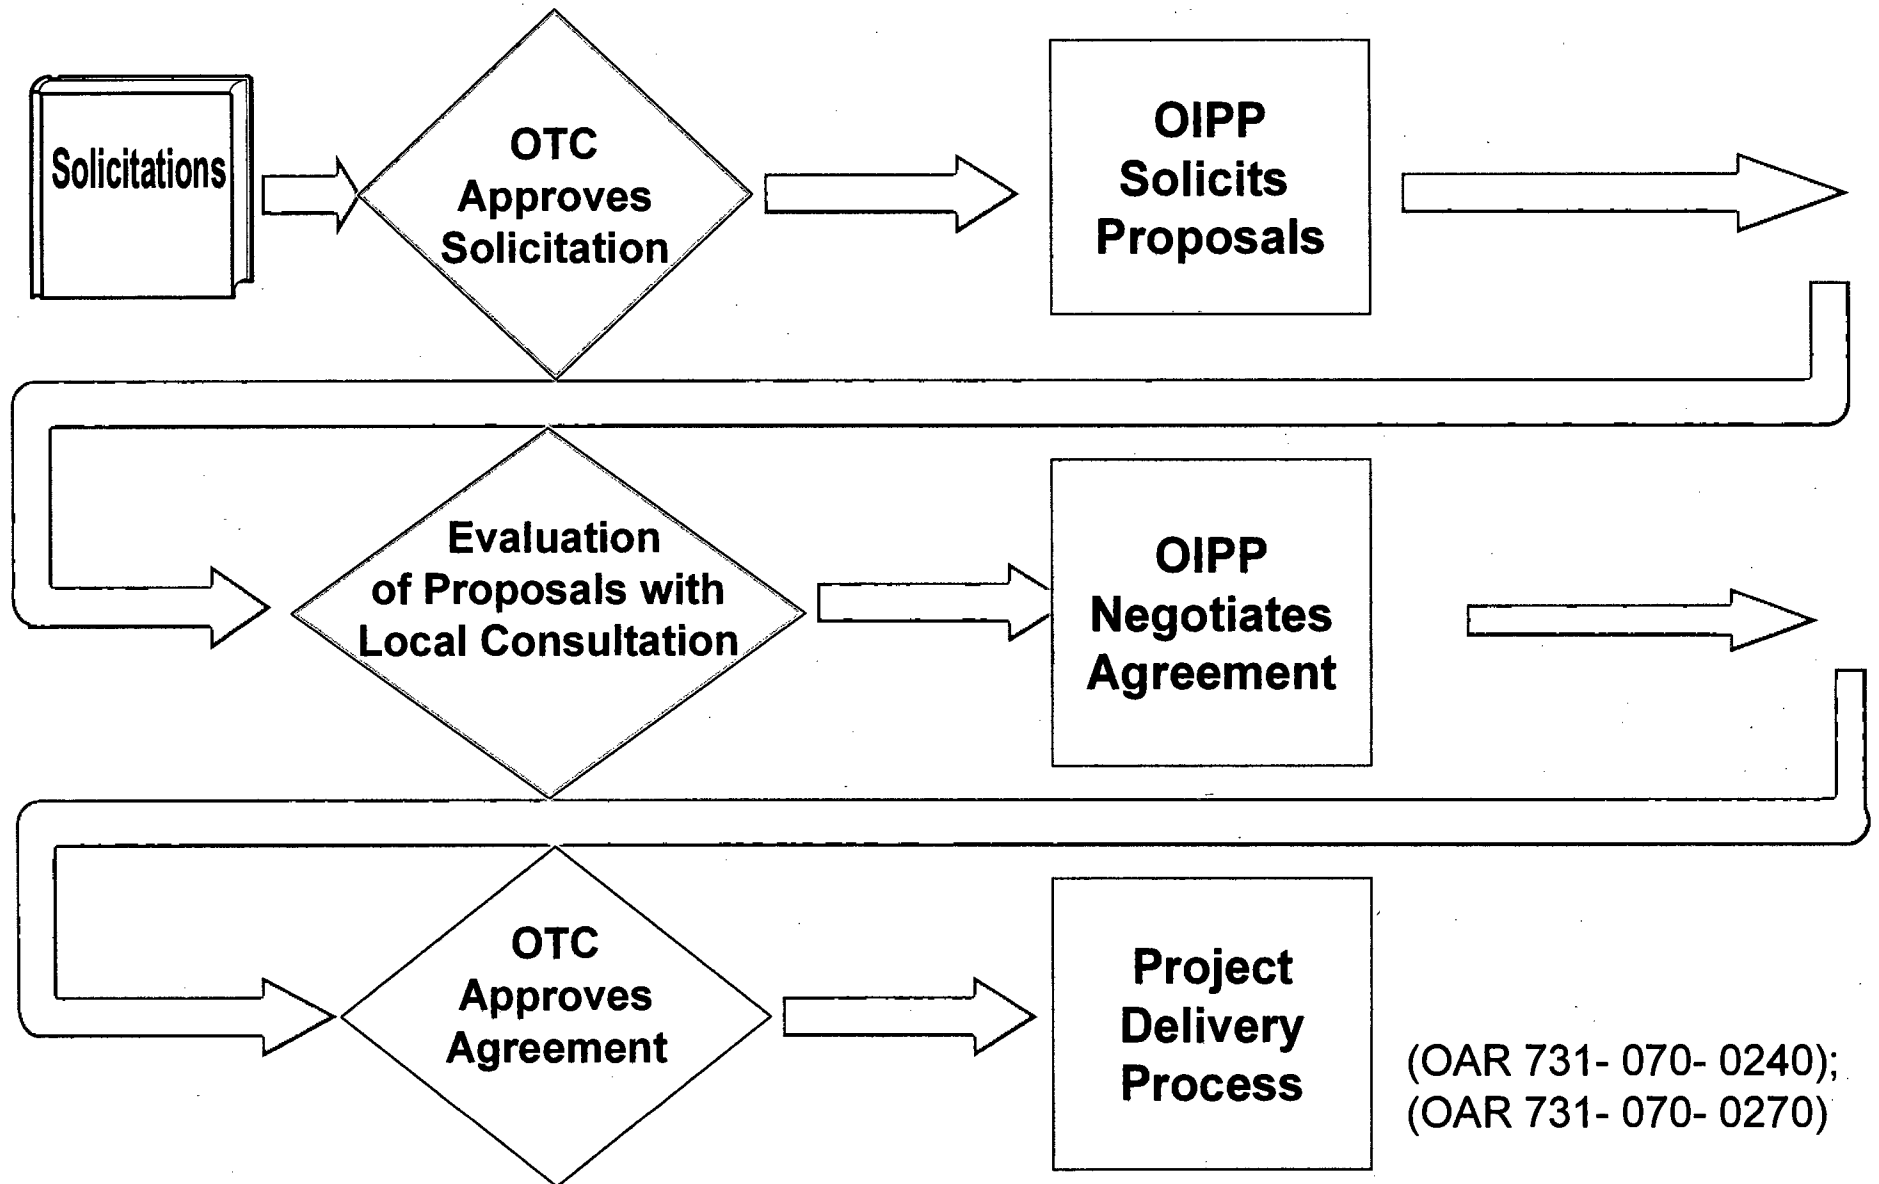 Solicitations
OTC
Approves
Solicitation
OIPP
Solicits
Proposals
Evaluation
of Proposals with
Local Consultation
OIPP
Negotiates
Agreement
OTC
Approves
Agreement
Project
Delivery
Process
(OAR 731- 070- 0240);
(OAR 731- 070- 0270)